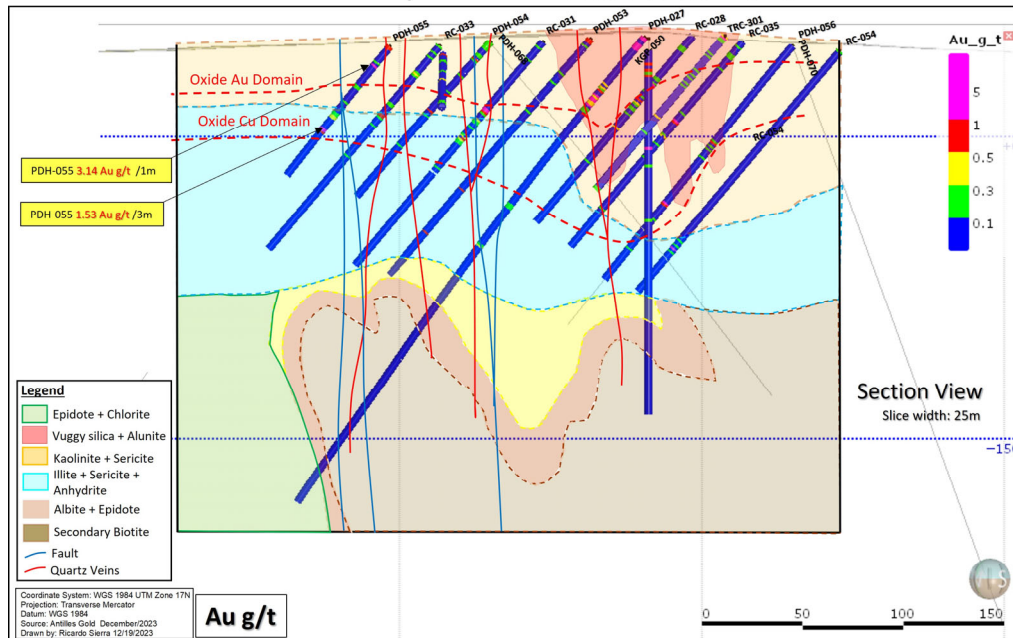 PDH-055
RC-033
PDH-054
PDH-068
RC-031
PDH-053
PDH-027
KGP-050
RC-028
TRC-301
RC-035
PDH-056
PDH-070
RC-054
RC-054
Au_g_t
5
1
0.5
0.3
0.1
Oxide Au Domain
Oxide Cu Domain
PDH-055 3.14 Au g/t /1m
PDH 055 1.53 Au g/t /3m
Section View
Slice width: 25m
Legend
Epidote + Chlorite
Vuggy silica + Alunite
Kaolinite + Sericite
Illite + Sericite +
Anhydrite
Albite + Epidote
Secondary Biotite
Fault
Quartz Veins
Coordinate System: WGS 1984 UTM Zone 17N
Projection: Transverse Mercator
Datum: WGS 1984
Source: Antilles Gold December/2023
Drawn by: Ricardo Sierra 12/19/2023
Au g/t
0 50 100 150